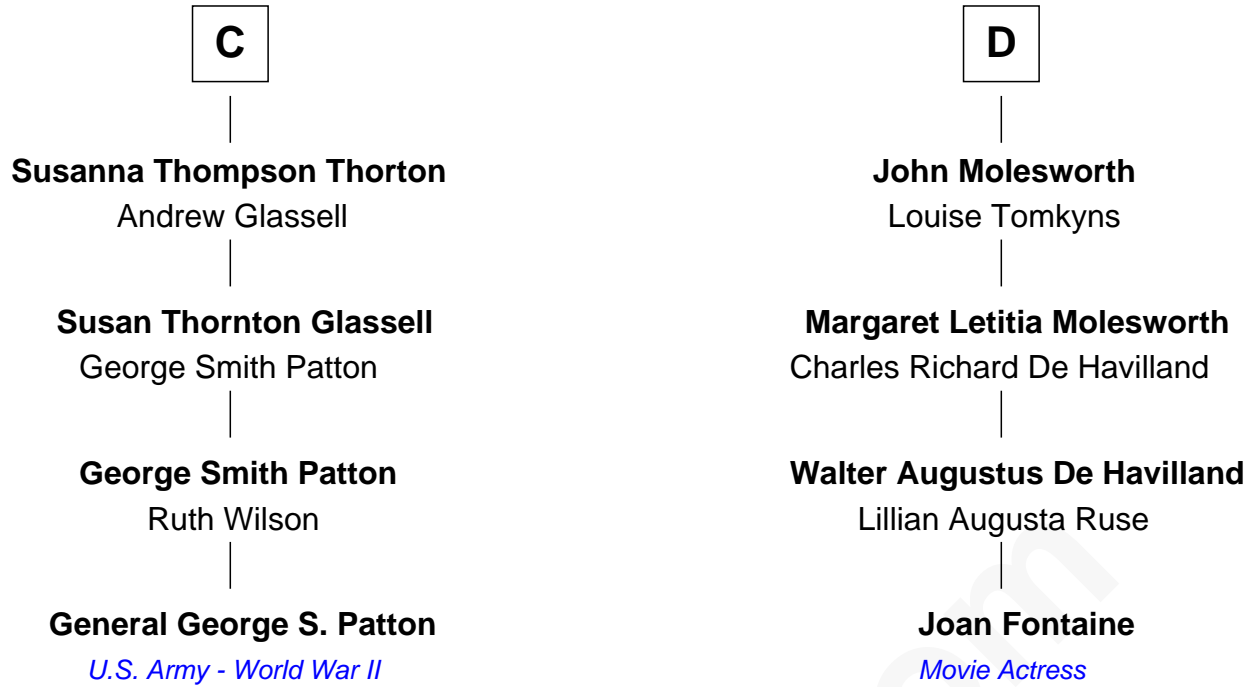 C
Susanna Thompson Thorton
Andrew Glassell
Susan Thornton Glassell
George Smith Patton
George Smith Patton
Ruth Wilson
General George S. Patton
U.S. Army - World War II
D
John Molesworth
Louise Tomkyns
Margaret Letitia Molesworth
Charles Richard De Havilland
Walter Augustus De Havilland
Lillian Augusta Ruse
Joan Fontaine
Movie Actress
om